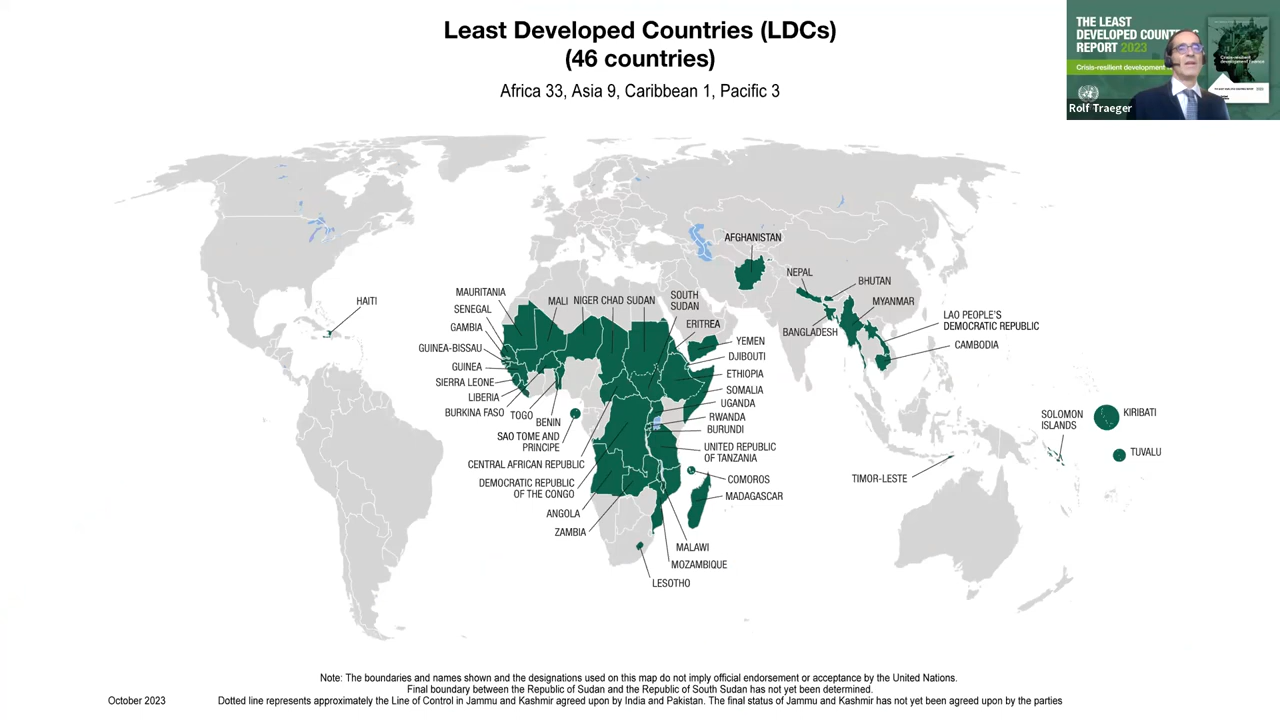 Least Developed Countries (LDCs)
(46 countries)
Africa 33, Asia 9, Caribbean 1, Pacific 3
THE LEAST
DEVELOPED
REPORT 2023
Crisis-resilient development
Rolf Traeger
HAITI
MAURITANIA
SENEGAL
GAMBIA
GUINEA-BISSAU
GUINEA
SIERRA LEONE
LIBERIA
BURKINA FASO
TOGO
BENIN
SAO TOME AND
PRINCIPE
CENTRAL AFRICAN REPUBLIC
DEMOCRATIC REPUBLIC
OF THE CONGO
ANGOLA
ZAMBIA
MALI
NIGER
CHAD
SUDAN
SOUTH
SUDAN
ERITREA
YEMEN
DJIBOUTI
ETHIOPIA
SOMALIA
UGANDA
RWANDA
BURUNDI
UNITED REPUBLIC
OF TANZANIA
COMOROS
MADAGASCAR
MALAWI
MOZAMBIQUE
LESOTHO
AFGHANISTAN
NEPAL
BHUTAN
BANGLADESH
MYANMAR
LAO PEOPLE'S
DEMOCRATIC REPUBLIC
CAMBODIA
TIMOR-LESTE
SOLOMON
ISLANDS
KIRIBATI
TUVALU
Note: The boundaries and names shown and the designations used on this map do not imply official endorsement or acceptance by the United Nations.
Final boundary between the Republic of Sudan and the Republic of South Sudan has not yet been determined.
October 2023
Dotted line represents approximately the Line of Control in Jammu and Kashmir agreed upon by India and Pakistan. The final status of Jammu and Kashmir has not yet been agreed upon by the parties